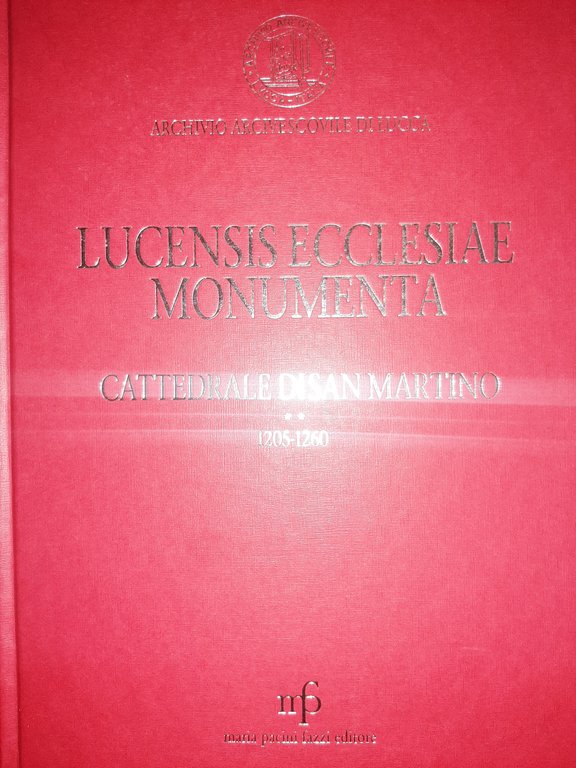 ARCHIVIO ARCIVESCOVILE DI LUCCA
LUCENSIS ECCLESIAE
MONUMENTA
CATTEDRALE DI SAN MARTINO
1205-1260
mpf
maria pacini fazzi editore